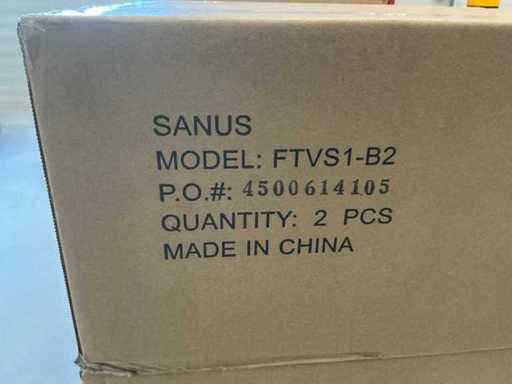 SANUS
MODEL: FTVS1-B2
P.O.#: 4500614105
QUANTITY: 2 PCS
MADE IN CHINA